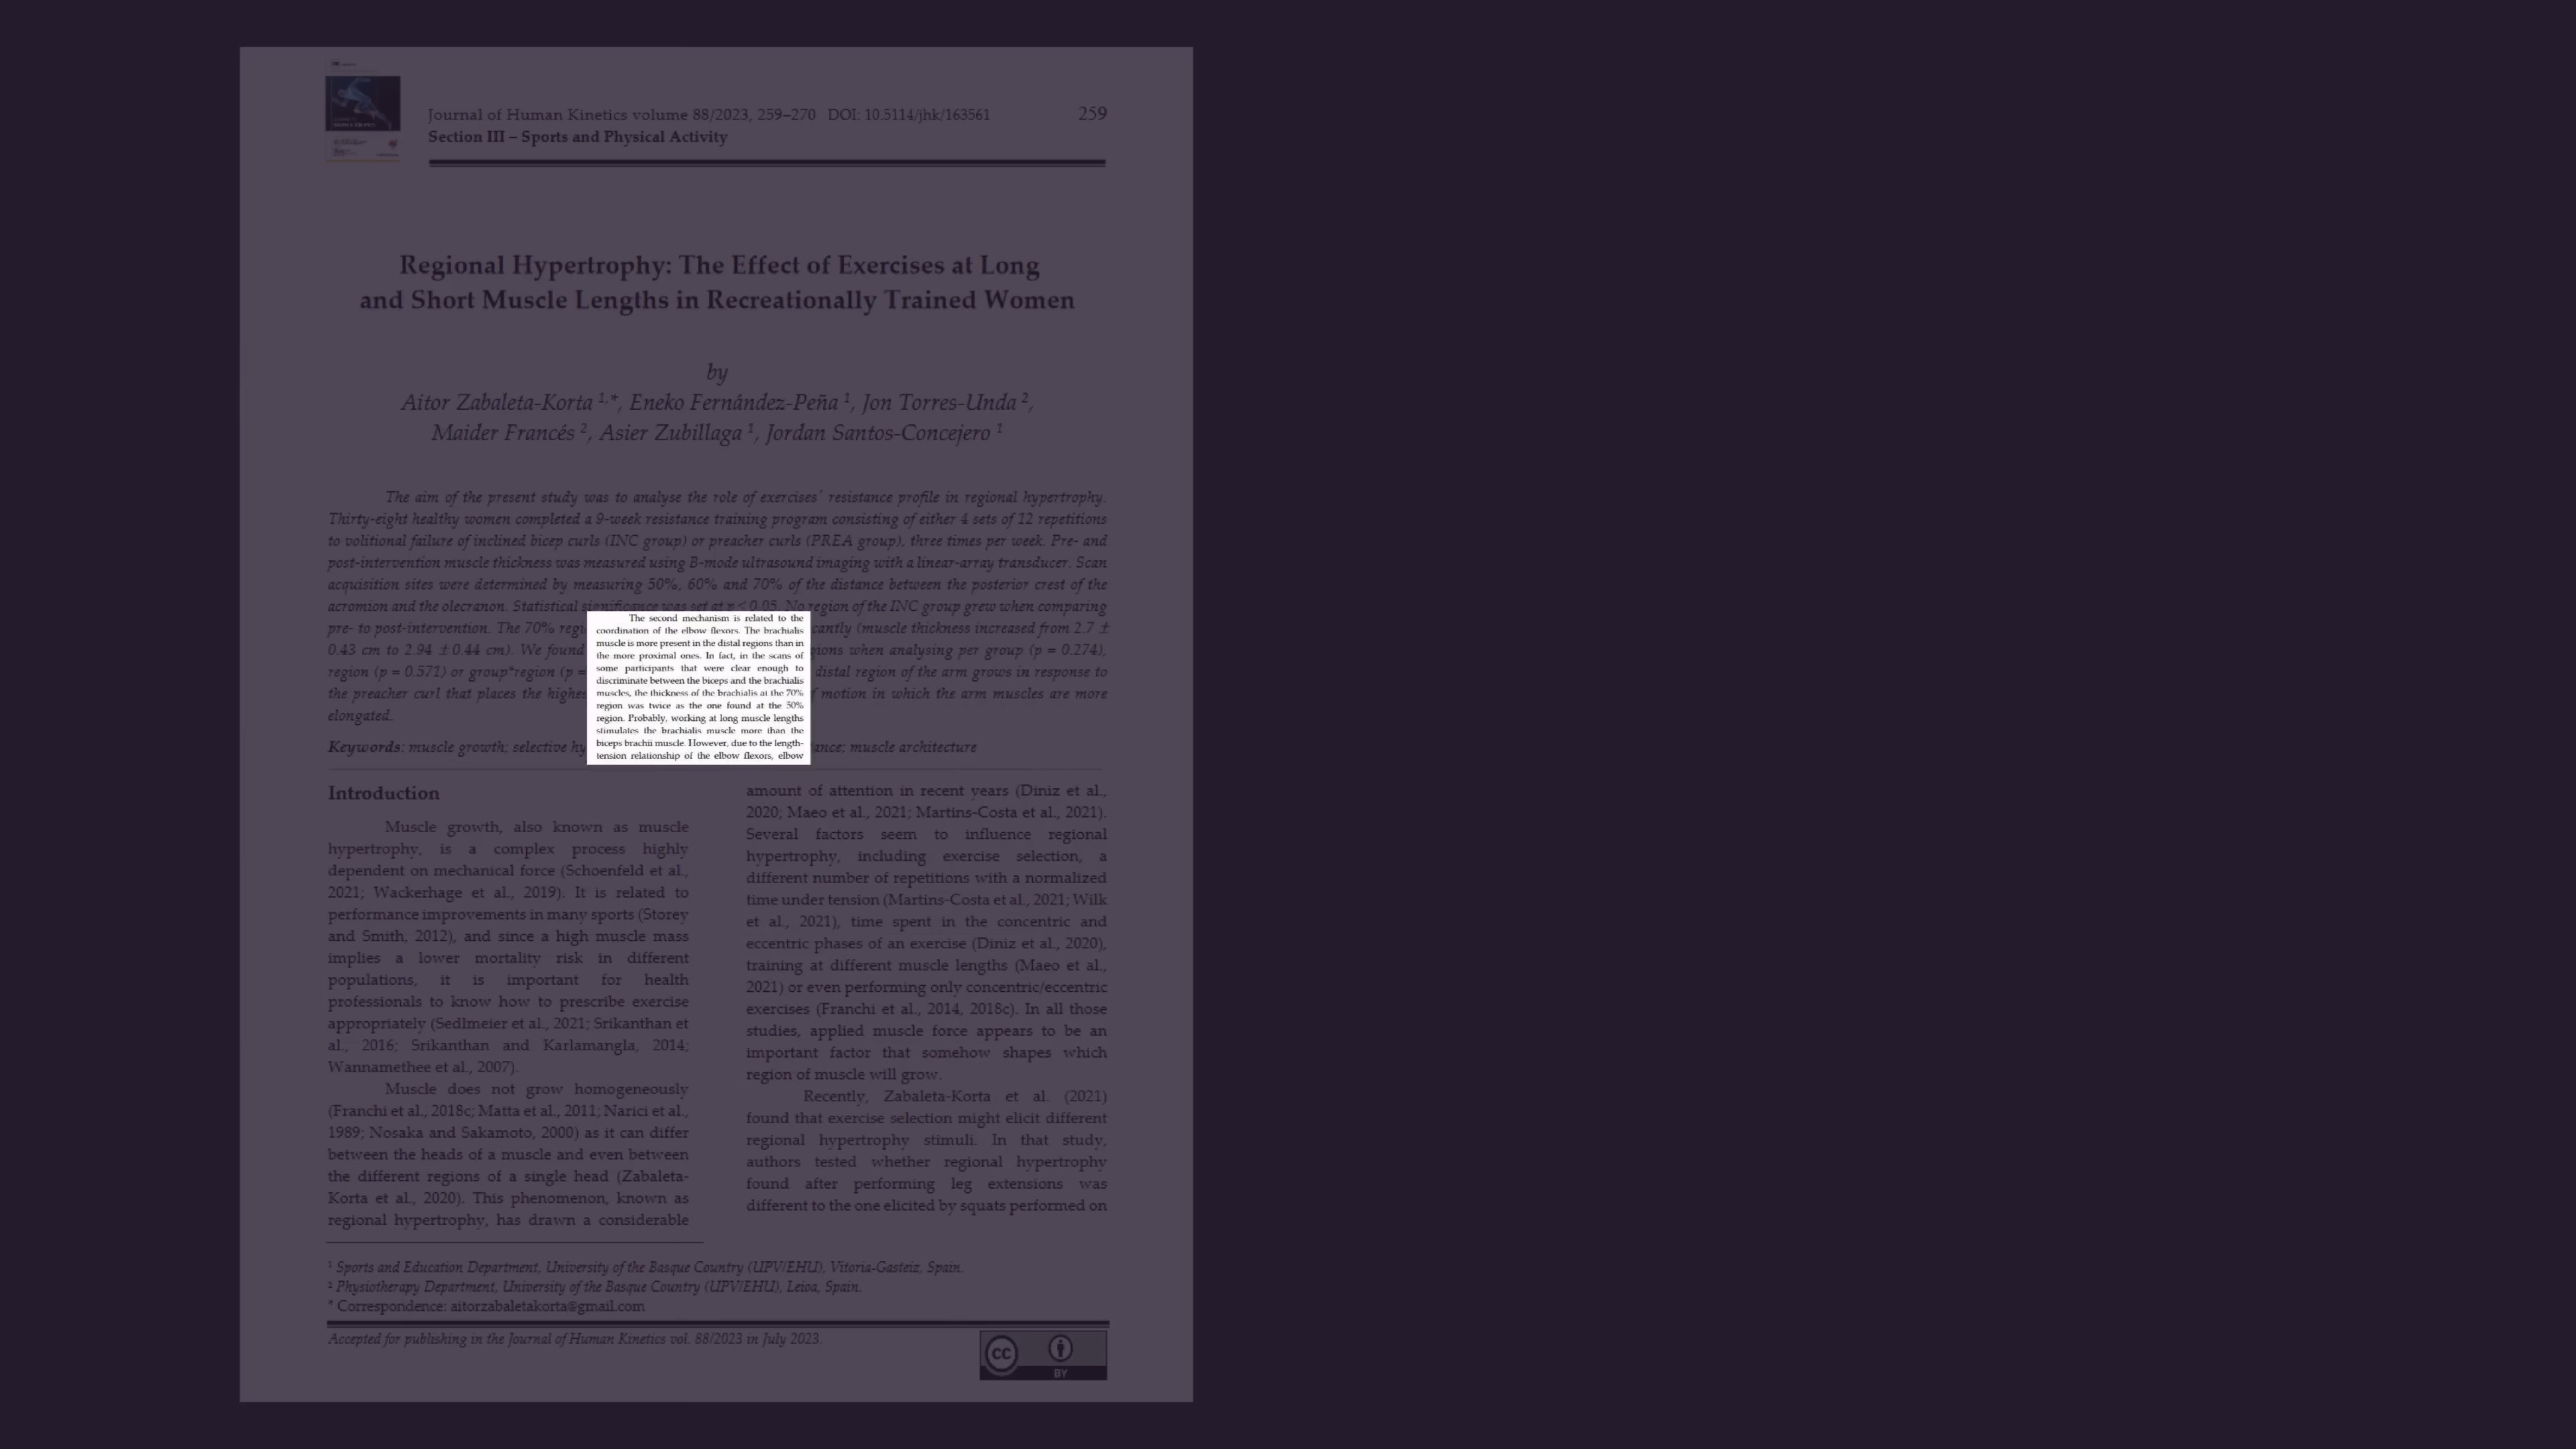 Journal of Human Kinetics volume 88/2023, 259–270 DOI: 10.5114/jhk/163561
259
Section III – Sports and Physical Activity
Regional Hypertrophy: The Effect of Exercises at Long
and Short Muscle Lengths in Recreationally Trained Women
by
Aitor Zabaleta-Korta 1,*, Eneko Fernández-Peña 1, Jon Torres-Unda 2,
Maider Francés 2, Asier Zubillaga 1, Jordan Santos-Concejero 1
The aim of the present study was to analyse the role of exercises' resistance profile in regional hypertrophy.
Thirty-eight healthy women completed a 9-week resistance training program consisting of either 4 sets of 12 repetitions
to volitional failure of inclined bicep curls (INC group) or preacher curls (PREA group), three times per week. Pre- and
post-intervention muscle thickness was measured using B-mode ultrasound imaging with a linear-array transducer. Scan
acquisition sites were determined by measuring 50%, 60% and 70% of the distance between the posterior crest of the
acromion and the olecranon. Statistical significance was set at p < 0.05. No region of the INC group grew when comparing
pre- to post-intervention. The 70% regi cantly (muscle thickness increased from 2.7 ±
0.43 cm to 2.94 ± 0.44 cm). We found gions when analysing per group (p = 0.274),
region (p = 0.571) or group*region (p = distal region of the arm grows in response to
the preacher curl that places the highes f motion in which the arm muscles are more
elongated.
Keywords: muscle growth; selective hy ance; muscle architecture
The second mechanism is related to the
coordination of the elbow flexors. The brachialis
muscle is more present in the distal regions than in
the more proximal ones. In fact, in the scans of
some participants that were clear enough to
discriminate between the biceps and the brachialis
muscles, the thickness of the brachialis at the 70%
region was twice as the one found at the 50%
region. Probably, working at long muscle lengths
stimulates the brachialis muscle more than the
biceps brachii muscle. However, due to the length-
tension relationship of the elbow flexors, elbow
Introduction
Muscle growth, also known as muscle
hypertrophy, is a complex process highly
dependent on mechanical force (Schoenfeld et al.,
2021; Wackerhage et al., 2019). It is related to
performance improvements in many sports (Storey
and Smith, 2012), and since a high muscle mass
implies a lower mortality risk in different
populations, it is important for health
professionals to know how to prescribe exercise
appropriately (Sedlmeier et al., 2021; Srikanthan et
al., 2016; Srikanthan and Karlamangla, 2014;
Wannamethee et al., 2007).
Muscle does not grow homogeneously
(Franchi et al., 2018c; Matta et al., 2011; Narici et al.,
1989; Nosaka and Sakamoto, 2000) as it can differ
between the heads of a muscle and even between
the different regions of a single head (Zabaleta-
Korta et al., 2020). This phenomenon, known as
regional hypertrophy, has drawn a considerable
amount of attention in recent years (Diniz et al.,
2020; Maeo et al., 2021; Martins-Costa et al., 2021).
Several factors seem to influence regional
hypertrophy, including exercise selection, a
different number of repetitions with a normalized
time under tension (Martins-Costa et al., 2021; Wilk
et al., 2021), time spent in the concentric and
eccentric phases of an exercise (Diniz et al., 2020),
training at different muscle lengths (Maeo et al.,
2021) or even performing only concentric/eccentric
exercises (Franchi et al., 2014, 2018c). In all those
studies, applied muscle force appears to be an
important factor that somehow shapes which
region of muscle will grow.
Recently, Zabaleta-Korta et al. (2021)
found that exercise selection might elicit different
regional hypertrophy stimuli. In that study,
authors tested whether regional hypertrophy
found after performing leg extensions was
different to the one elicited by squats performed on
1 Sports and Education Department, University of the Basque Country (UPV/EHU), Vitoria-Gasteiz, Spain.
2 Physiotherapy Department, University of the Basque Country (UPV/EHU), Leioa, Spain.
* Correspondence: aitorzabaletakorta@gmail.com
Accepted for publishing in the Journal of Human Kinetics vol. 88/2023 in July 2023.
cc
BY